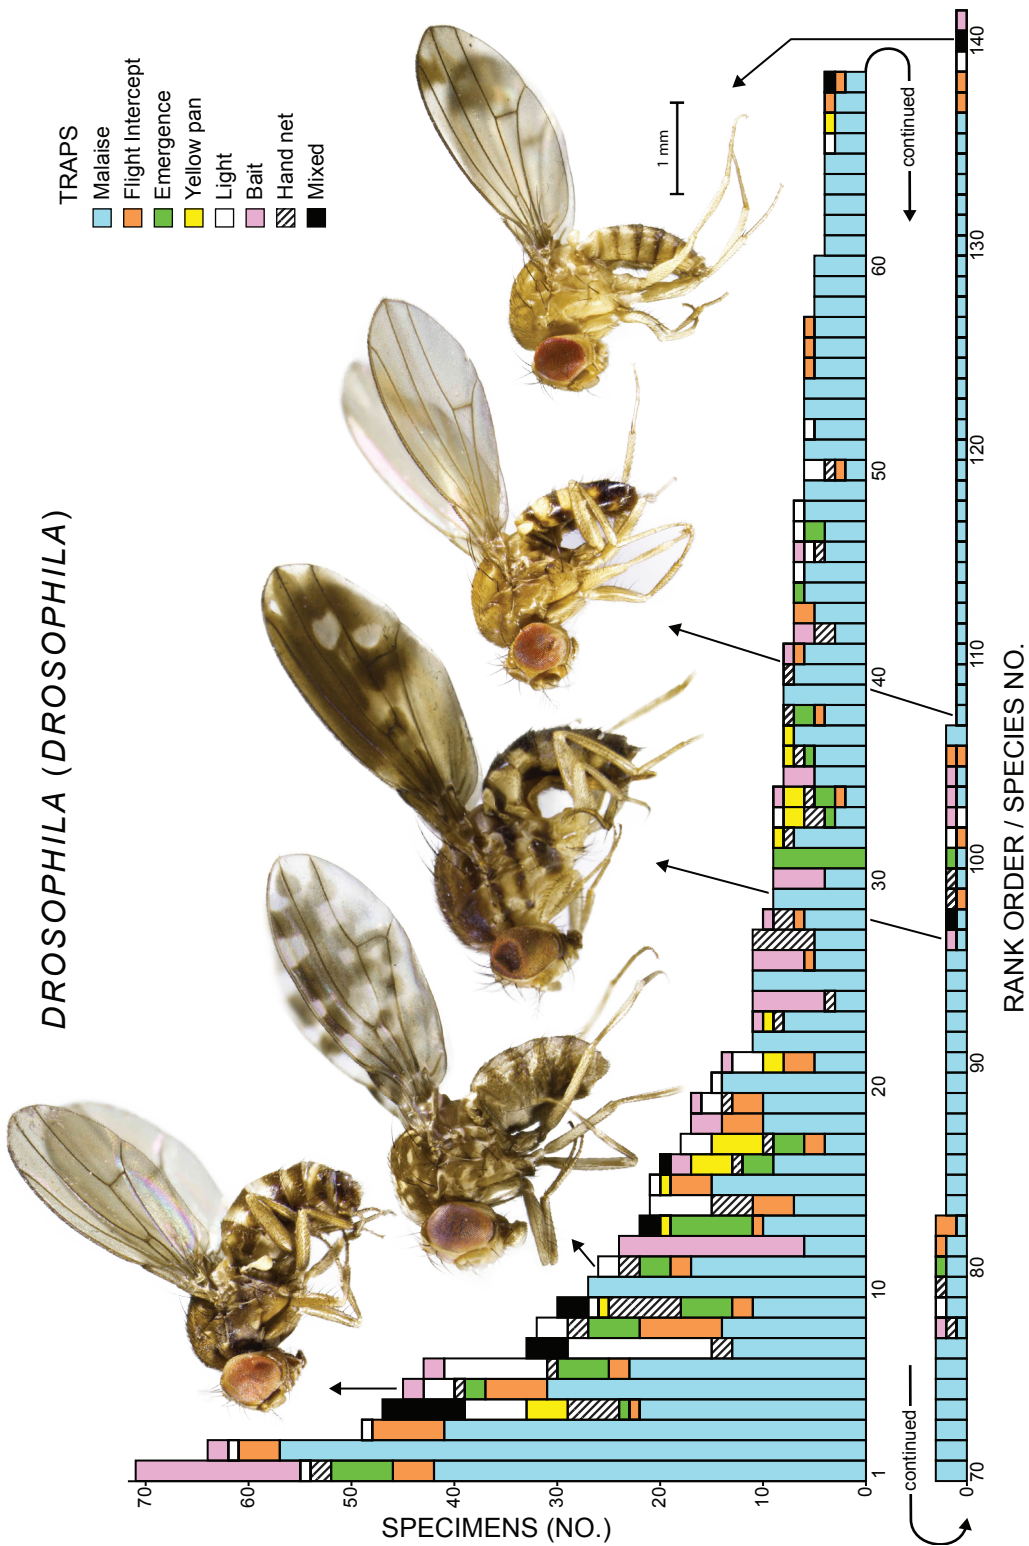 DROSOPHILA (DROSOPHILA)
TRAPS
Malaise
Flight Intercept
Emergence
Yellow pan
Light
Bait
Hand net
Mixed
1 mm
SPECIMENS (NO.)
70
60
50
40
30
20
10
0
1
10
20
30
40
50
60
continued
continued
0
70
80
90
100
110
120
130
140
RANK ORDER / SPECIES NO.